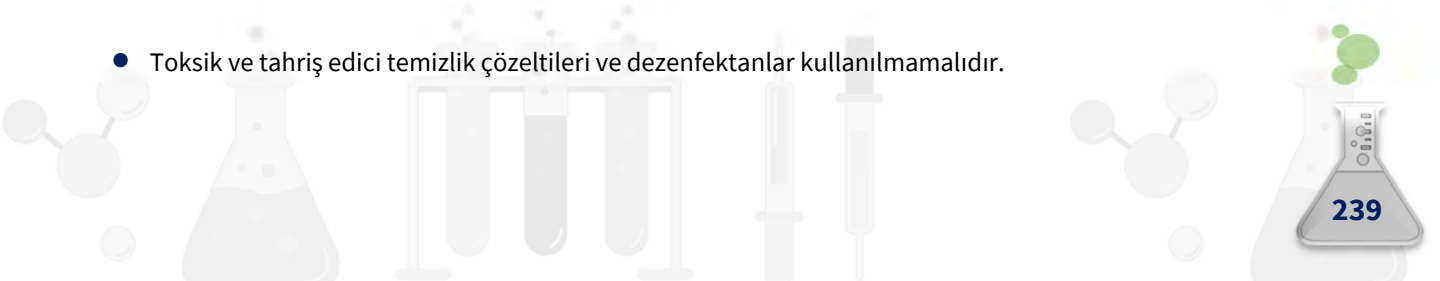 ● Toksik ve tahriş edici temizlik çözeltileri ve dezenfektanlar kullanılmamalıdır.
239